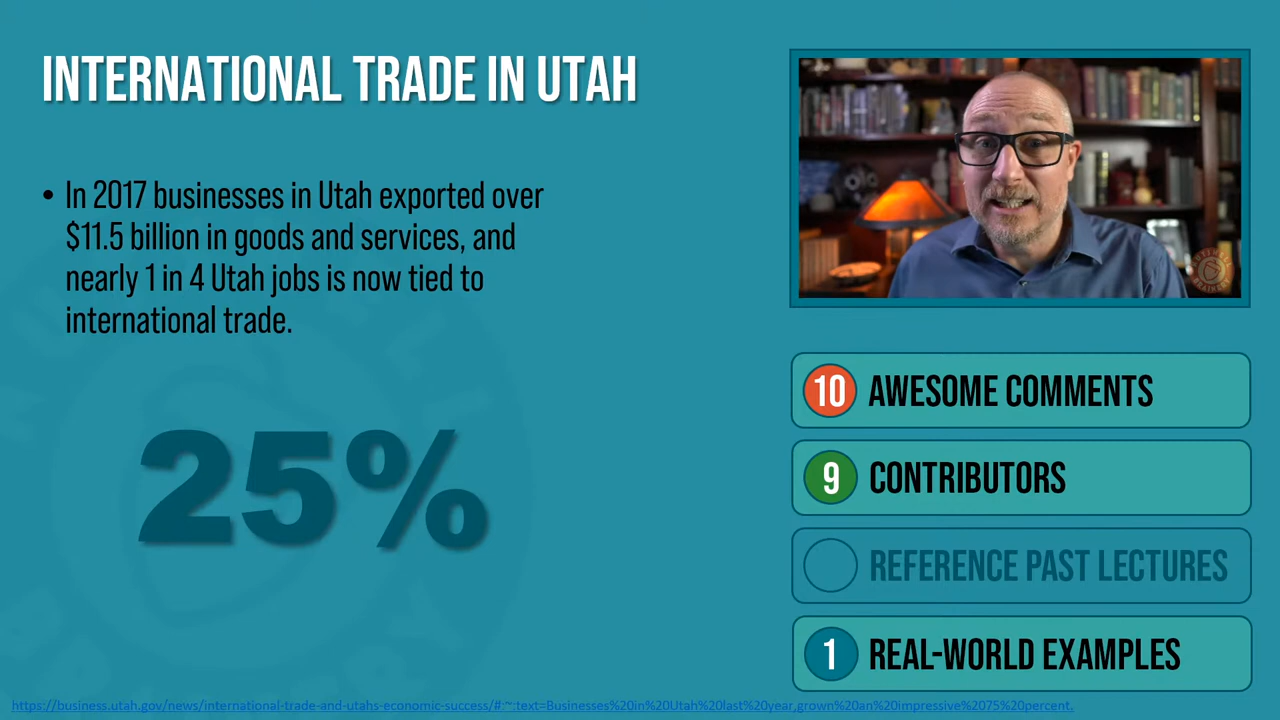 INTERNATIONAL TRADE IN UTAH
• In 2017 businesses in Utah exported over
$11.5 billion in goods and services, and
nearly 1 in 4 Utah jobs is now tied to
international trade.
25%
10 AWESOME COMMENTS
9 CONTRIBUTORS
REFERENCE PAST LECTURES
1 REAL-WORLD EXAMPLES
https://business.utah.gov/news/international-trade-and-utahs-economic-success/#:~:text=Businesses%20in%20Utah%20last%20year,grown%20an%20impressive%2075%20percent.